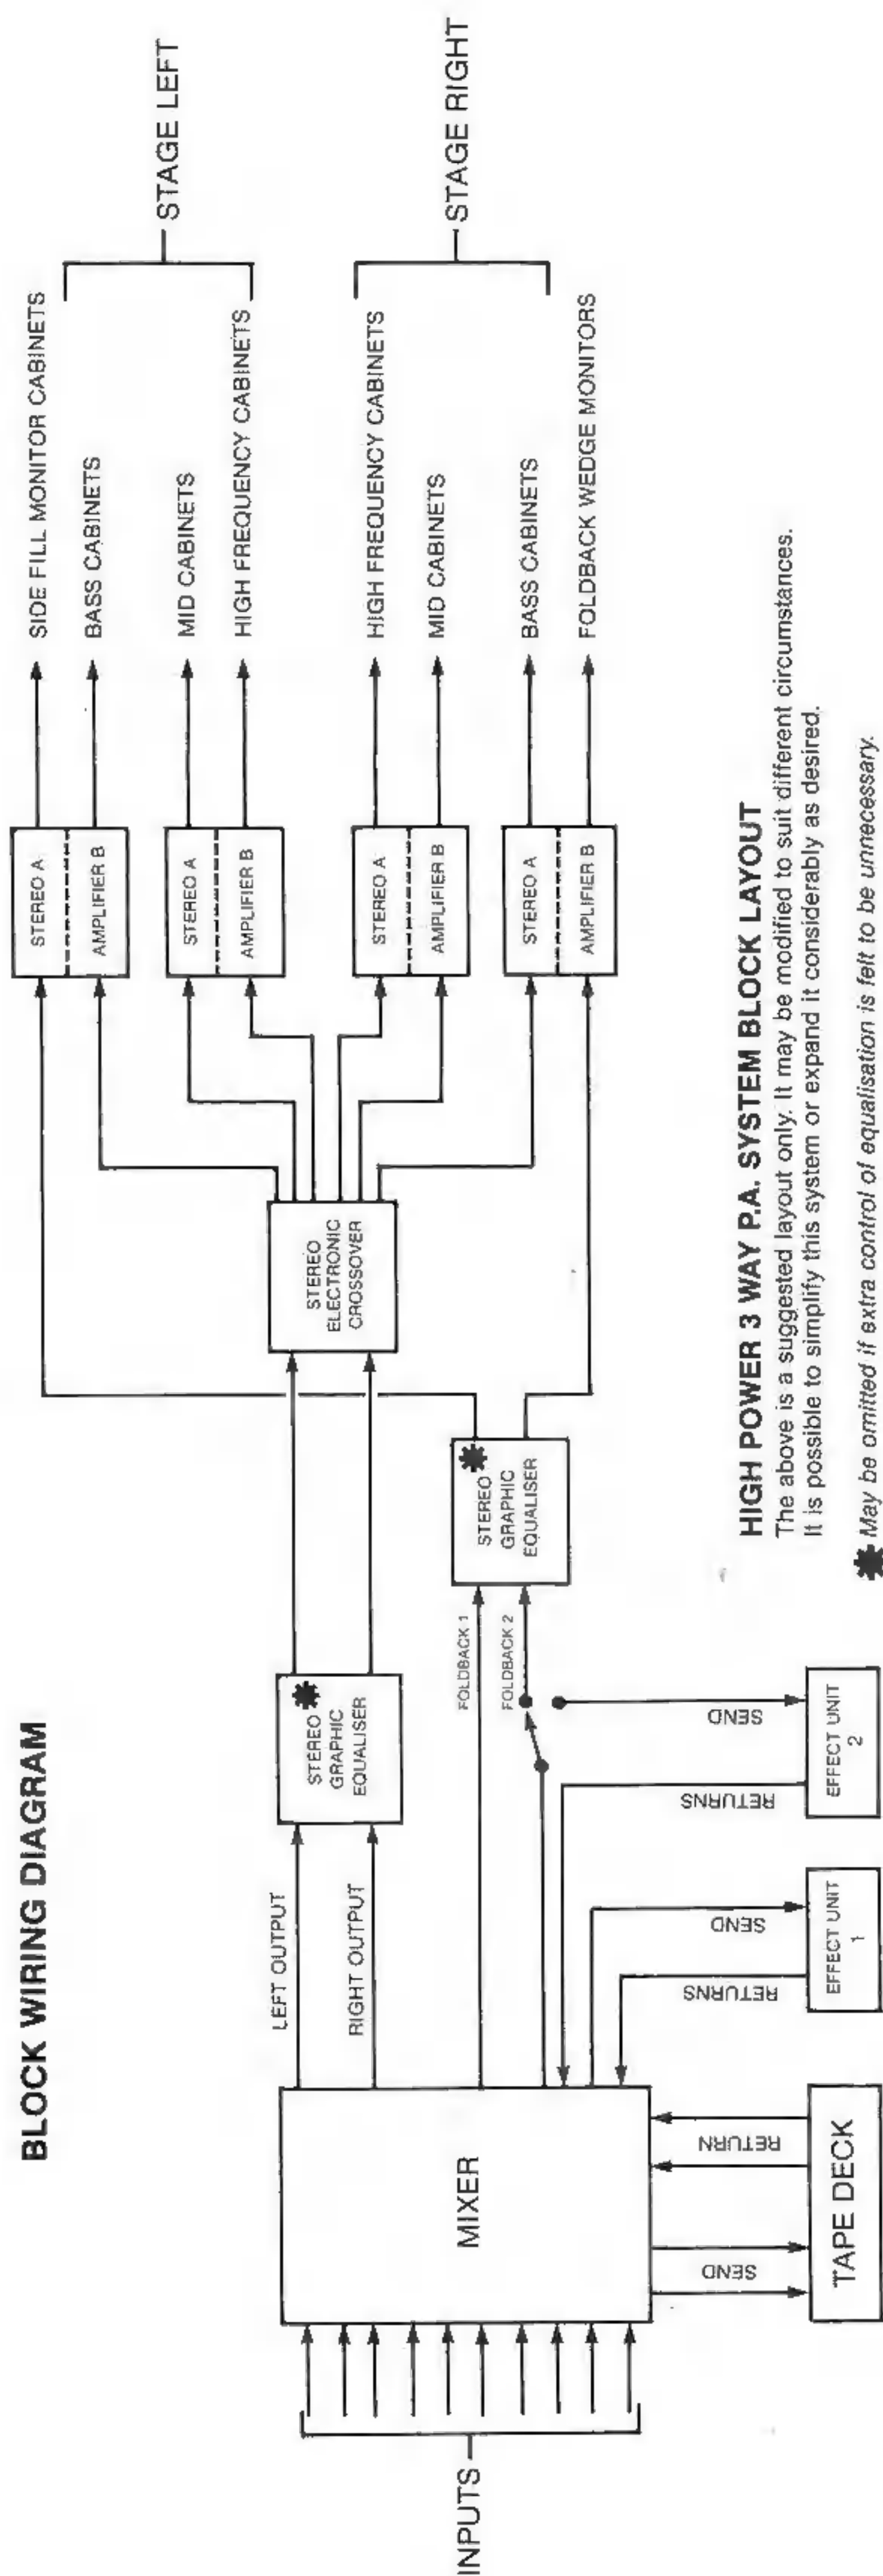 BLOCK WIRING DIAGRAM
INPUTS
MIXER
LEFT OUTPUT
RIGHT OUTPUT
STEREO
GRAPHIC
EQUALISER
FOLDBACK 1
FOLDBACK 2
STEREO
GRAPHIC
EQUALISER
STEREO
ELECTRONIC
CROSSOVER
STEREO A
AMPLIFIER B
STEREO A
AMPLIFIER B
STEREO A
AMPLIFIER B
STEREO A
AMPLIFIER B
SIDE FILL MONITOR CABINETS
BASS CABINETS
MID CABINETS
HIGH FREQUENCY CABINETS
STAGE LEFT
HIGH FREQUENCY CABINETS
MID CABINETS
BASS CABINETS
FOLDBACK WEDGE MONITORS
STAGE RIGHT
SEND
RETURN
TAPE DECK
RETURNS
SEND
EFFECT UNIT
1
RETURNS
SEND
EFFECT UNIT
2
HIGH POWER 3 WAY P.A. SYSTEM BLOCK LAYOUT
The above is a suggested layout only. It may be modified to suit different circumstances.
It is possible to simplify this system or expand it considerably as desired.
✱ May be omitted if extra control of equalisation is felt to be unnecessary.